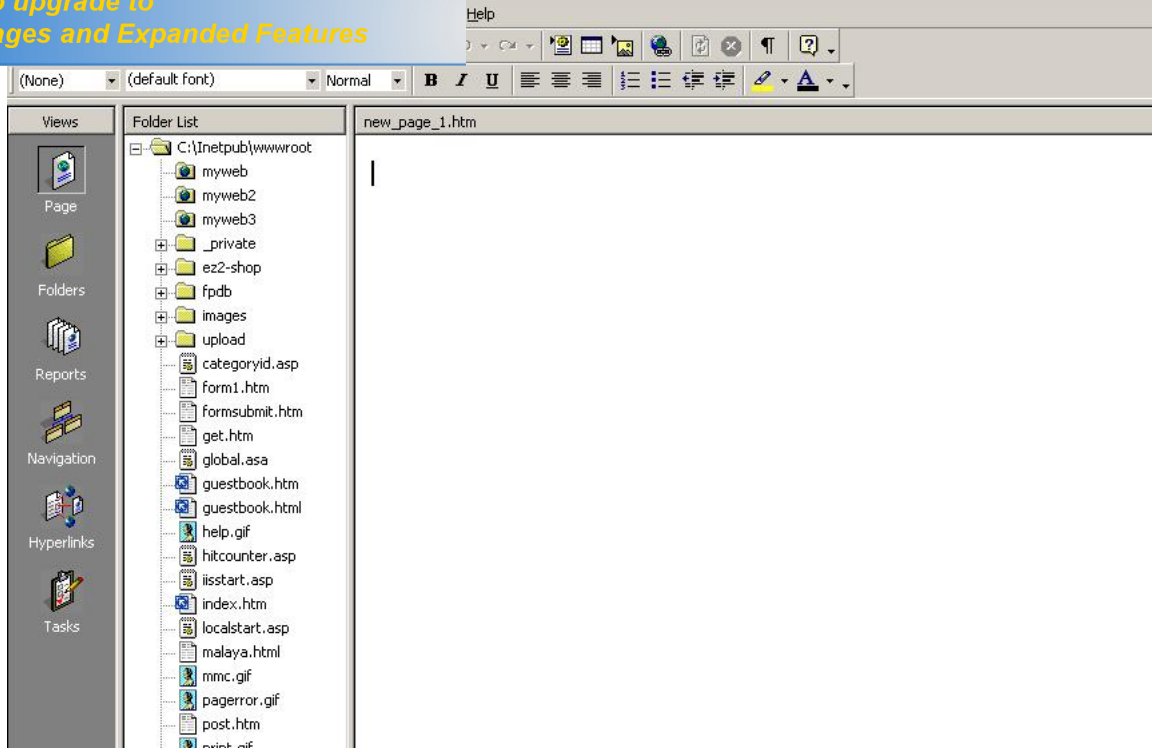 upgrade to
ges and Expanded Features
Help
(None) (default font) Normal B I U
Views
Folder List
new_page_1.htm
C:\Inetpub\wwwroot
myweb
myweb2
myweb3
_private
ez2-shop
fpdb
images
upload
categoryid.asp
form1.htm
formsubmit.htm
get.htm
global.asa
guestbook.htm
guestbook.html
help.gif
hitcounter.asp
iisstart.asp
index.htm
localstart.asp
malaya.html
mmc.gif
pagerror.gif
post.htm
print.gif
Page
Folders
Reports
Navigation
Hyperlinks
Tasks